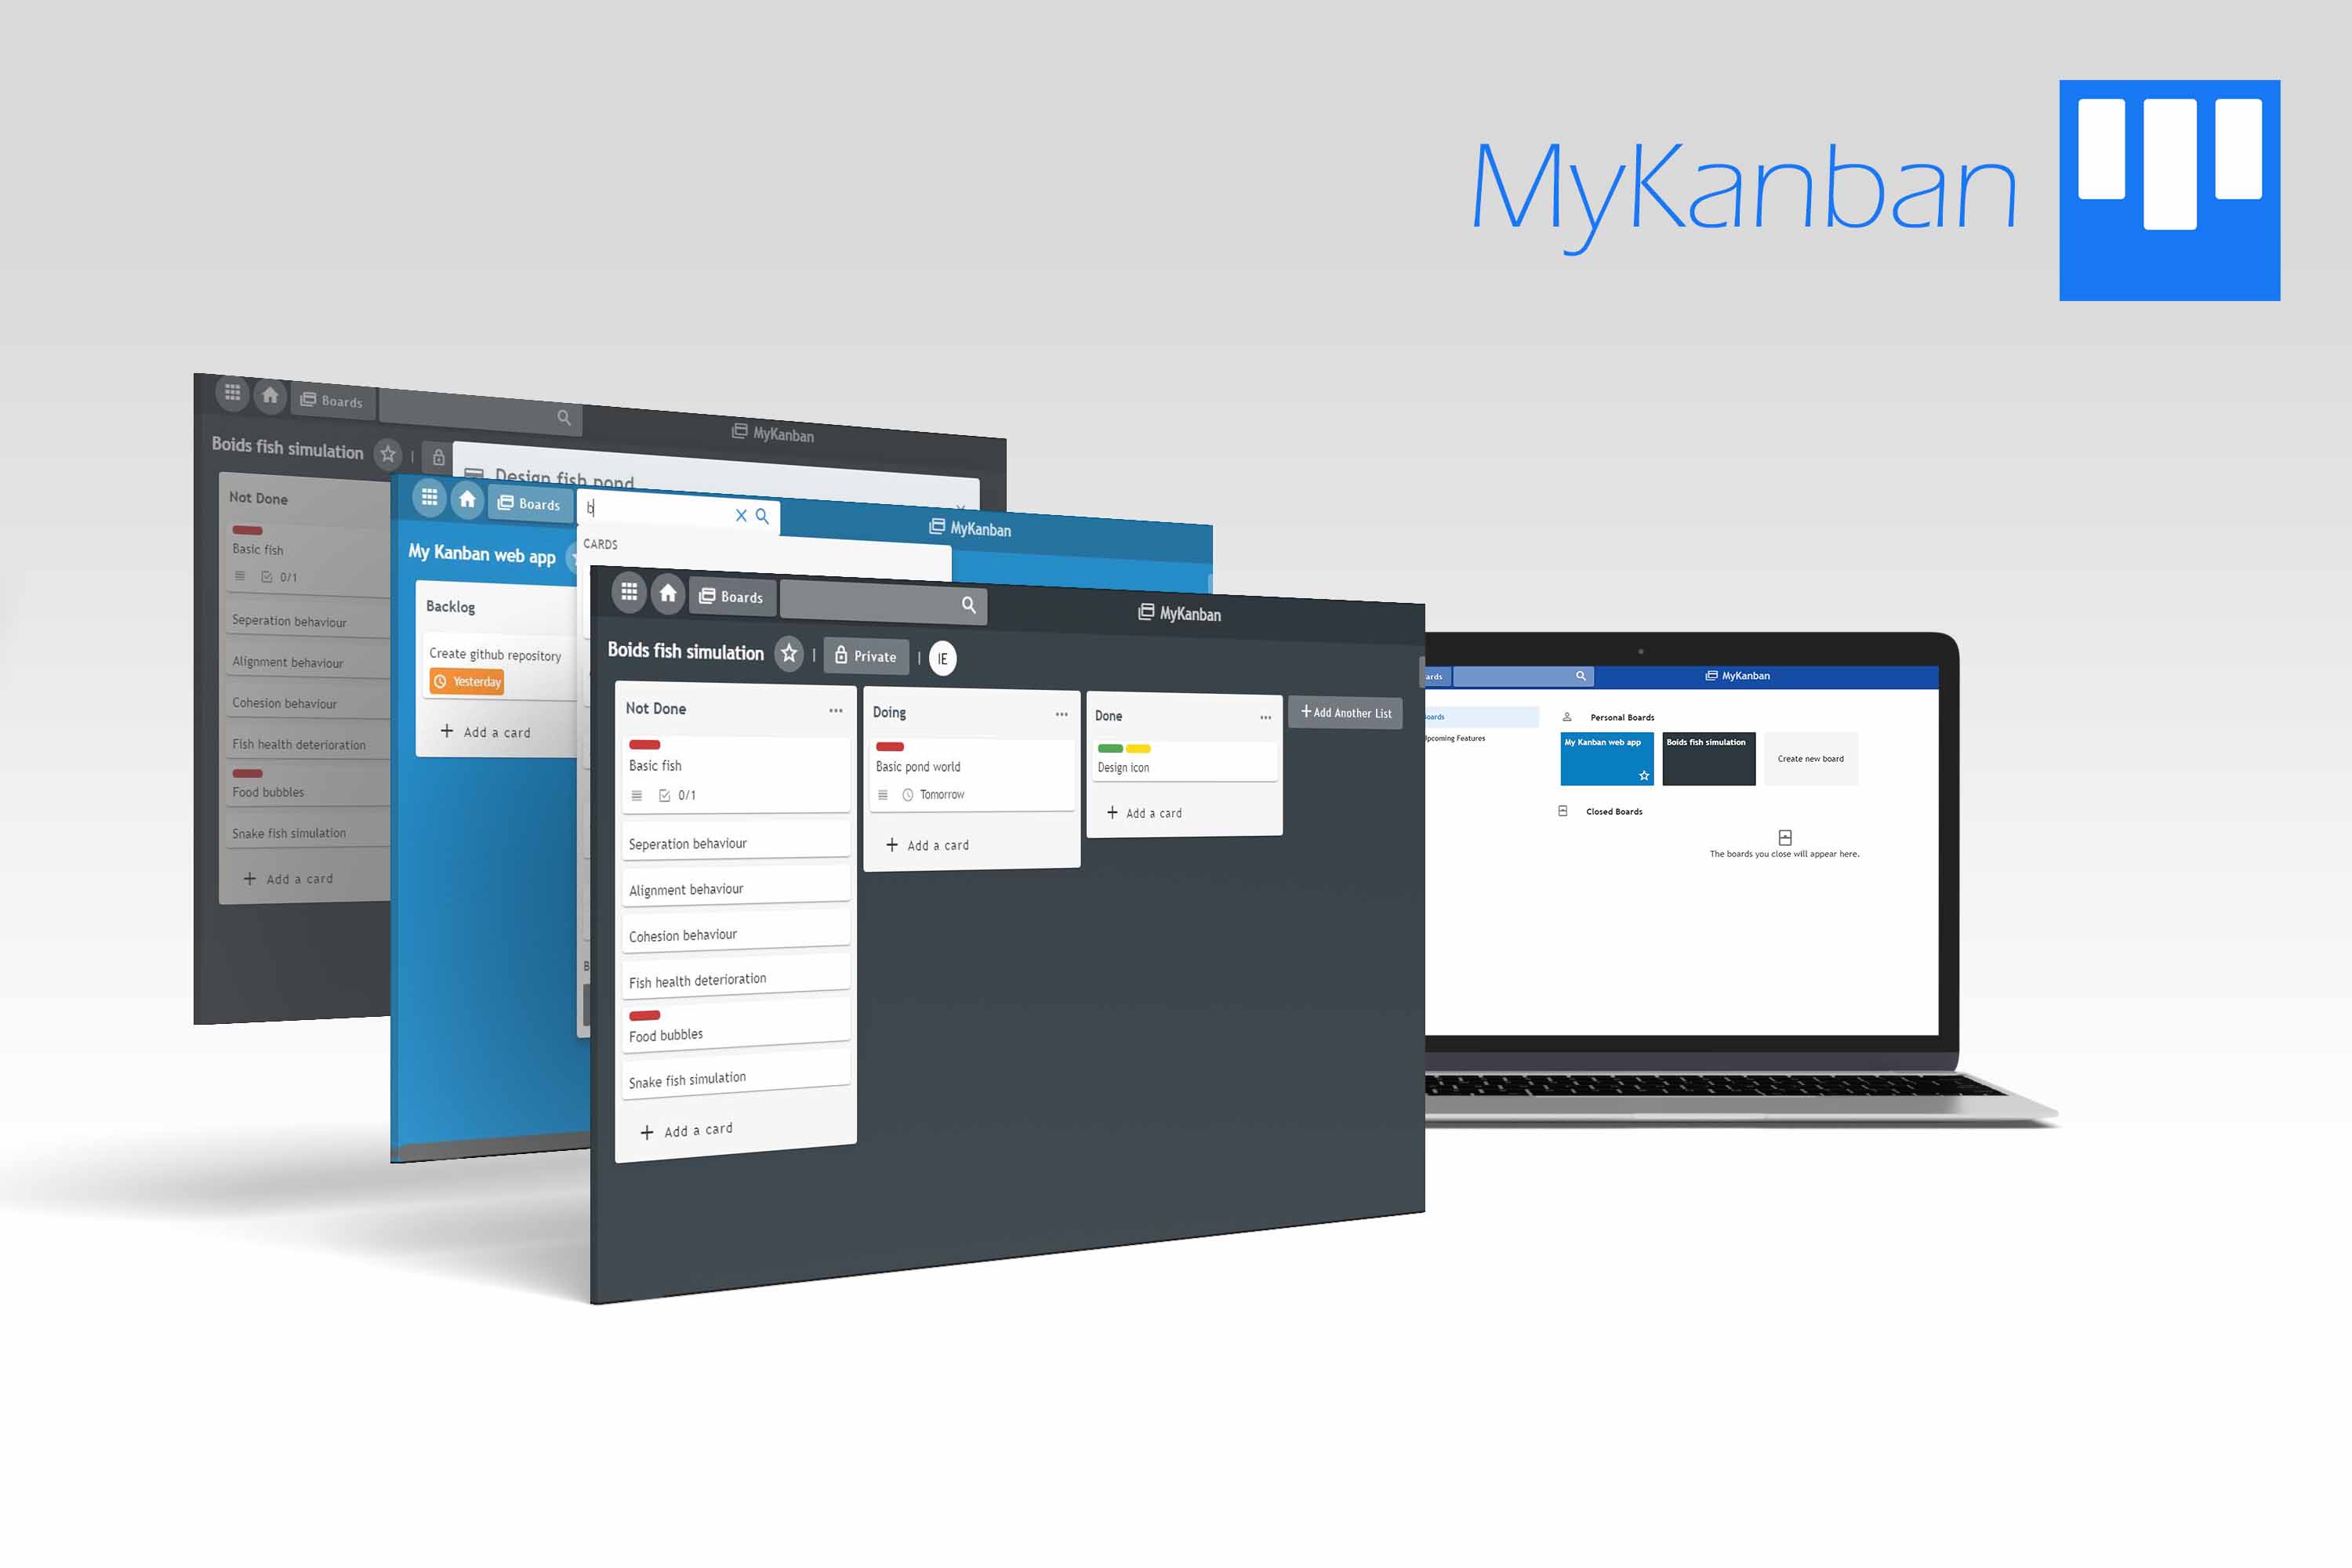 MyKanban
Boards
MyKanban
Boids fish simulation
Design fish pond
Not Done
Basic fish
0/1
Seperation behaviour
Alignment behaviour
Cohesion behaviour
Fish health deterioration
Food bubbles
Snake fish simulation
+ Add a card
Boards
b
MyKanban
My Kanban web app
CARDS
Backlog
Create github repository
Yesterday
+ Add a card
Boards
MyKanban
Boids fish simulation
Private
IE
Not Done
Basic fish
0/1
Seperation behaviour
Alignment behaviour
Cohesion behaviour
Fish health deterioration
Food bubbles
Snake fish simulation
+ Add a card
Doing
Basic pond world
Tomorrow
+ Add a card
Done
Design icon
+ Add a card
+ Add Another List
MyKanban
Features
Personal Boards
My Kanban web app
Boids fish simulation
Create new board
Closed Boards
The boards you close will appear here.